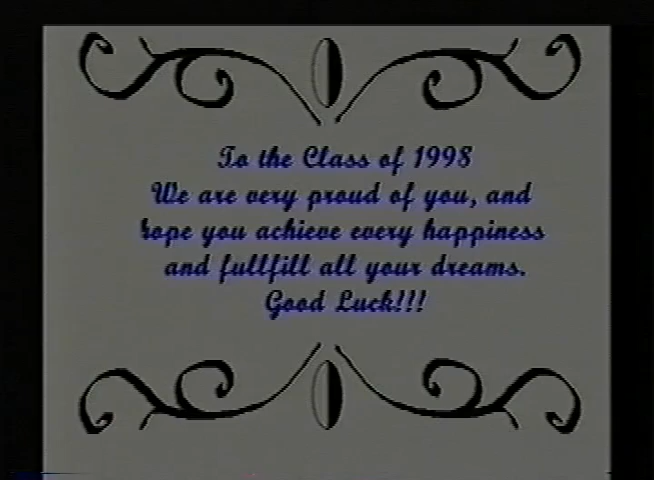 To the Class of 1998
We are very proud of you, and
hope you achieve every happiness
and fullfill all your dreams.
Good Luck!!!